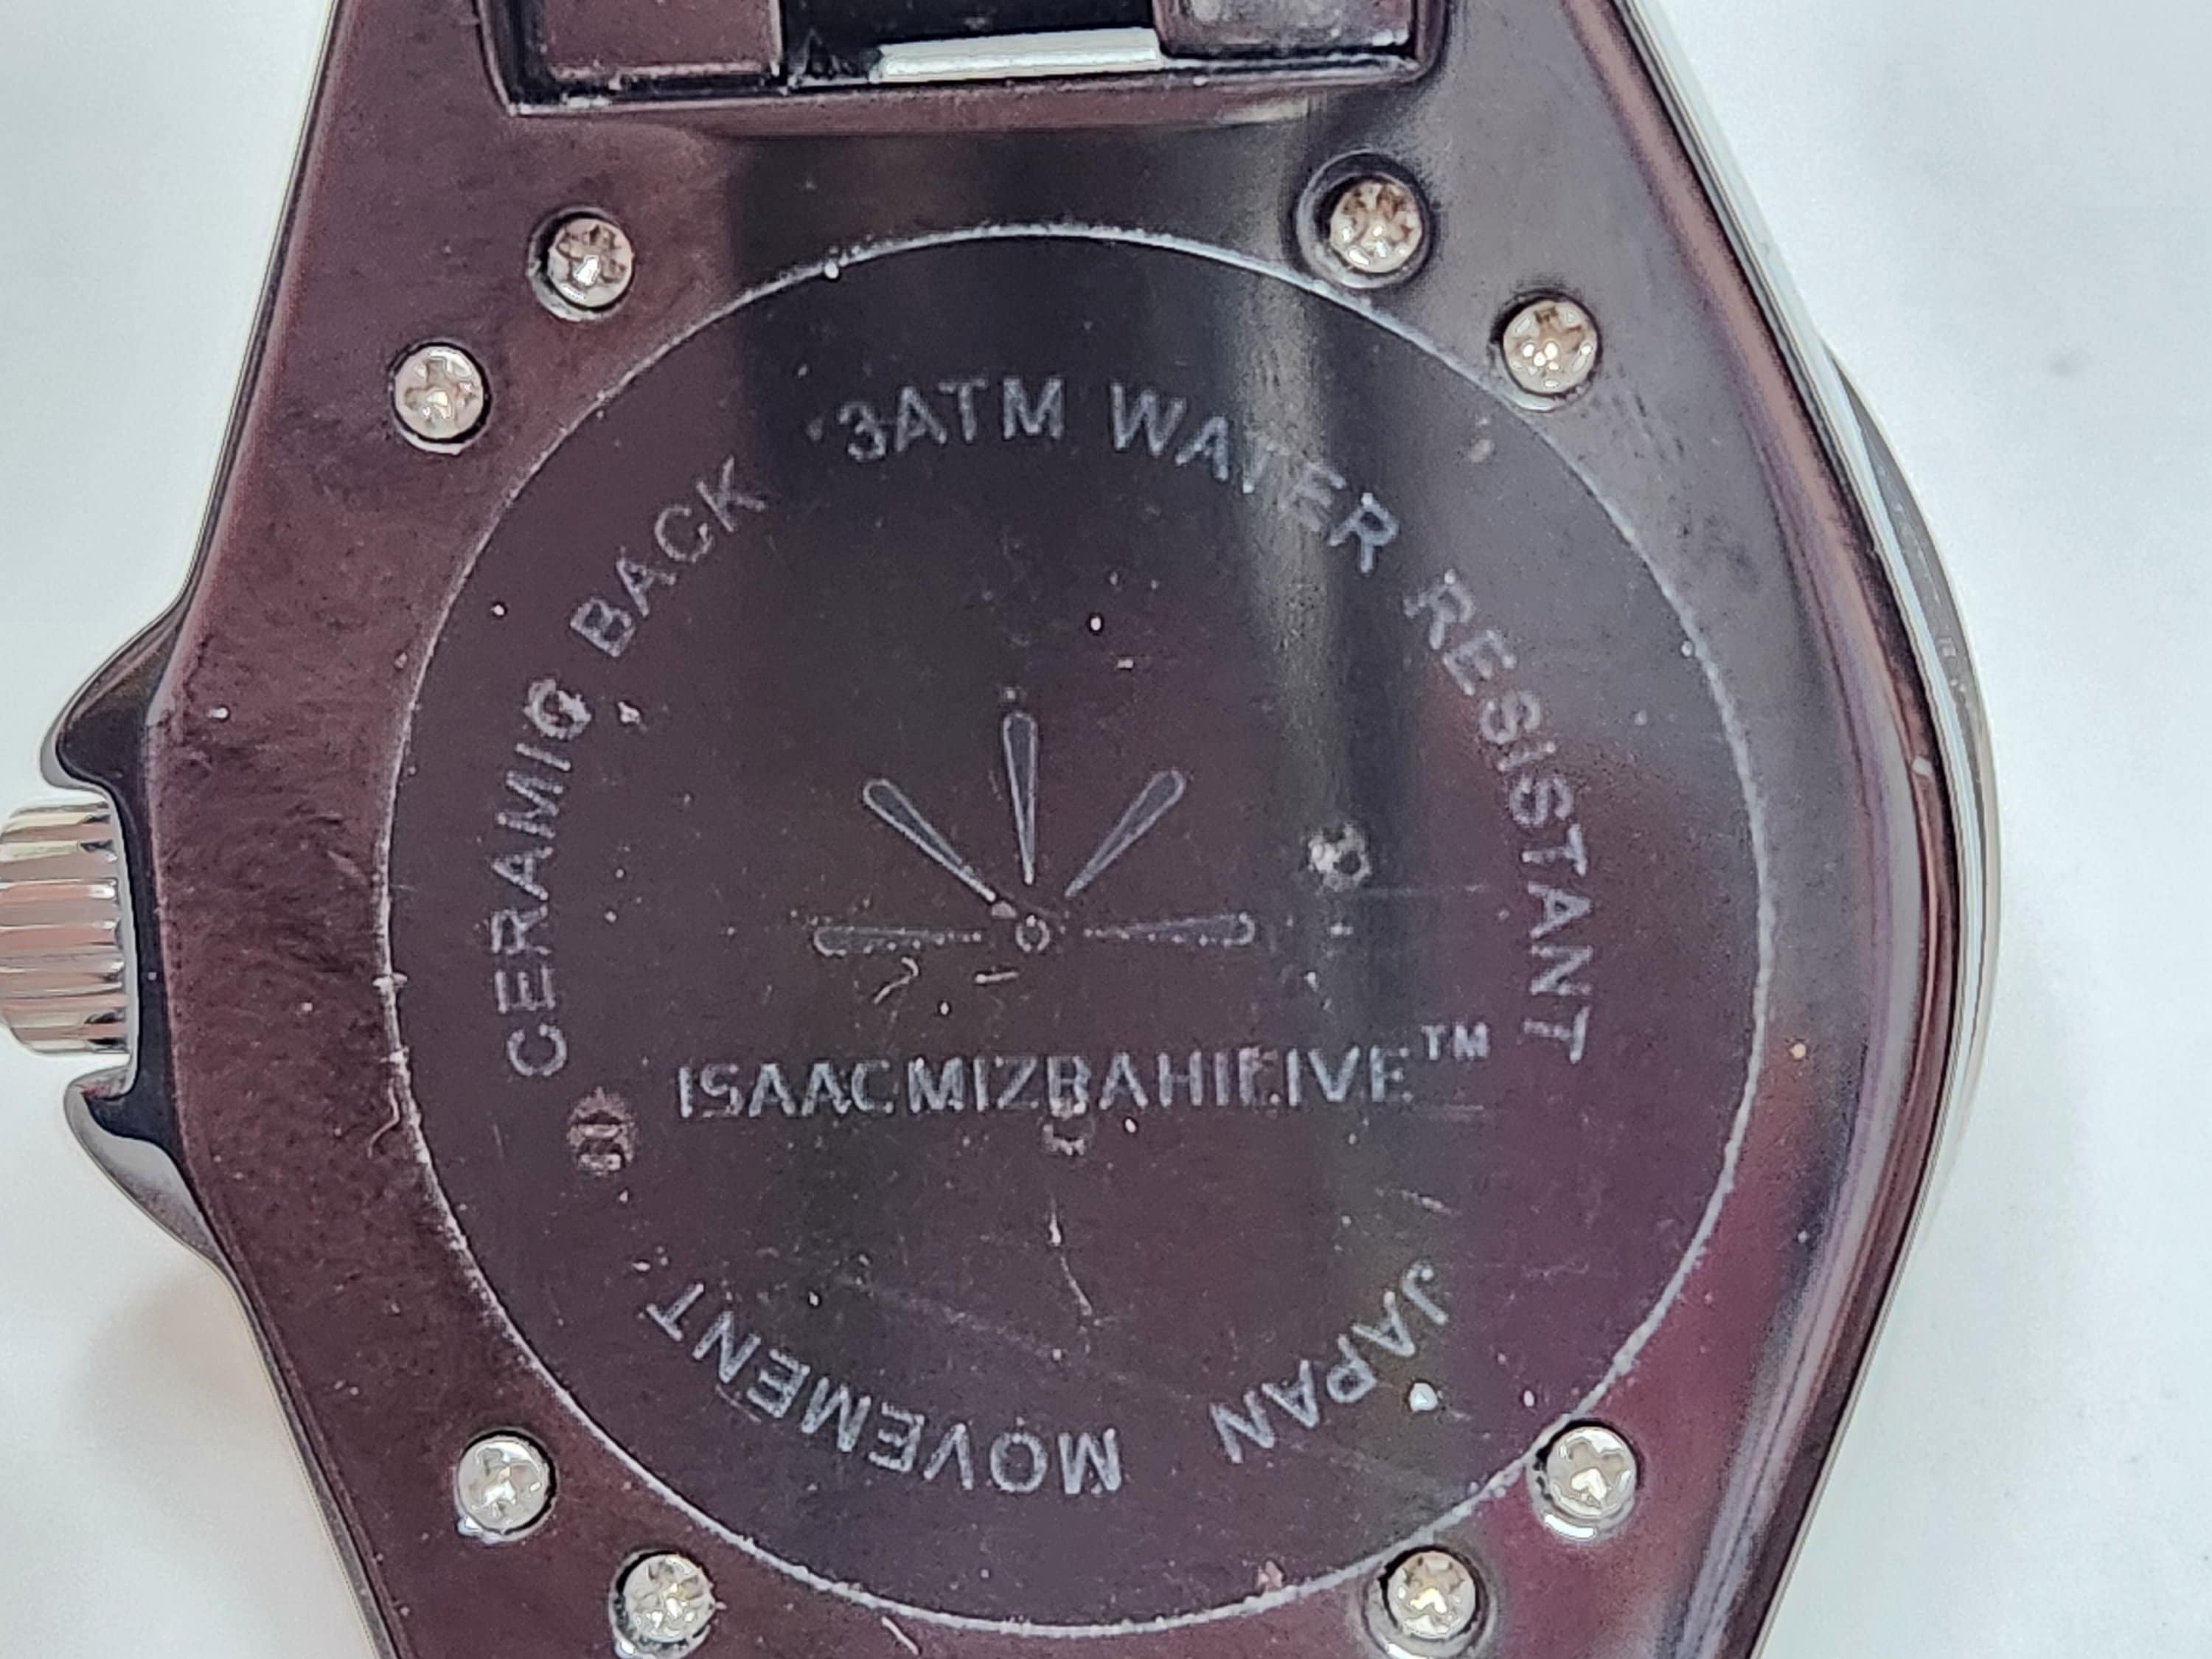 CERAMIC BACK
3ATM WATER RESISTANT
ISAACMIZRAHILIVE™
JAPAN MOVEMENT